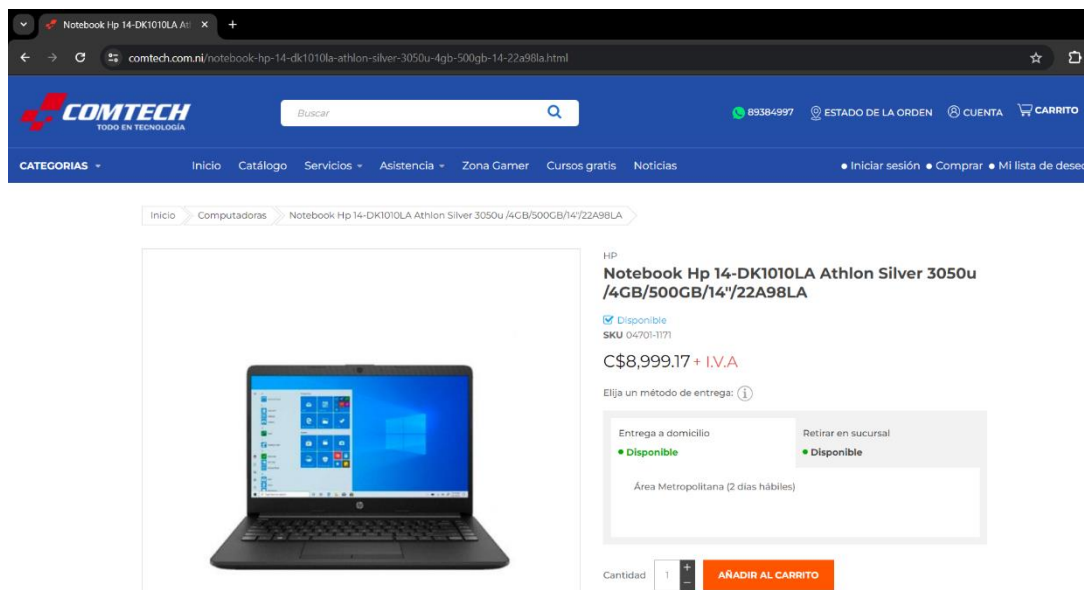 Notebook Hp 14-DK1010LA At
comtech.com.ni/notebook-hp-14-dk1010la-athlon-silver-3050u-4gb-500gb-14-22a98la.html
COMTECH
TODO EN TECNOLOGÍA
Buscar
89384997 ESTADO DE LA ORDEN CUENTA CARRITO
CATEGORIAS Inicio Catálogo Servicios Asistencia Zona Gamer Cursos gratis Noticias • Iniciar sesión • Comprar • Mi lista de dese
Inicio Computadoras Notebook Hp 14-DK1010LA Athlon Silver 3050u /4GB/500GB/14"/22A98LA
HP
Notebook Hp 14-DK1010LA Athlon Silver 3050u
/4GB/500GB/14"/22A98LA
Disponible
SKU 04701-1171
C$8,999.17 + I.V.A
Elija un método de entrega: i
Entrega a domicilio Retirar en sucursal
• Disponible • Disponible
Área Metropolitana (2 días hábiles)
Cantidad 1 + - AÑADIR AL CARRITO